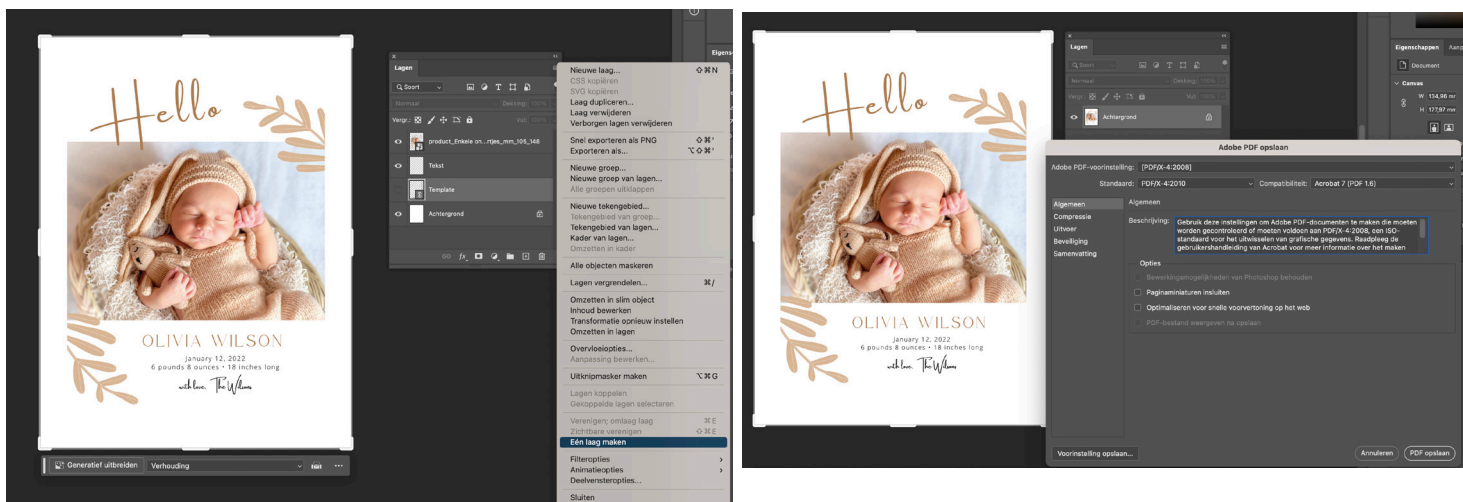 Hello
OLIVIA WILSON
January 12, 2022
6 pounds 8 ounces • 18 inches long
with love, The Wilsons
Generatief uitbreiden
Verhouding
Lagen
Soort
Normaal
Dekking: 100%
Vergr.:
Vul: 100%
product_Enkele on...rtjes_mm_105_148
Tekst
Template
Achtergrond
fx
Eigens
Nieuwe laag... ⇧⌘N
CSS kopiëren
SVG kopiëren
Laag dupliceren...
Laag verwijderen
Verborgen lagen verwijderen
Snel exporteren als PNG ⇧⌘'
Exporteren als... ⌥⇧⌘'
Nieuwe groep...
Nieuwe groep van lagen...
Alle groepen uitklappen
Nieuw tekengebied...
Tekengebied van groep...
Tekengebied van lagen...
Kader van lagen...
Omzetten in kader
Alle objecten maskeren
Lagen vergrendelen... ⌘/
Omzetten in slim object
Inhoud bewerken
Transformatie opnieuw instellen
Omzetten in lagen
Overvloeiopties...
Aanpassing bewerken...
Uitknipmasker maken ⌥⌘G
Lagen koppelen
Gekoppelde lagen selecteren
Verenigen; omlaag laag ⌘E
Zichtbare verenigen ⇧⌘E
Eén laag maken
Filteropties
Animatieopties
Deelvensteropties...
Sluiten
Hello
OLIVIA WILSON
January 12, 2022
6 pounds 8 ounces • 18 inches long
with love, The Wilsons
Lagen
Soort
Normaal
Dekking: 100%
Vergr.:
Vul: 100%
Achtergrond
Eigenschappen Aanp
Document
Canvas
W 134,96 mm
H 177,97 mm
Adobe PDF opslaan
Adobe PDF-voorinstelling: [PDF/X-4:2008]
Standaard: PDF/X-4:2010 Compatibiliteit: Acrobat 7 (PDF 1.6)
Algemeen
Compressie
Uitvoer
Beveiliging
Samenvatting
Algemeen
Beschrijving: Gebruik deze instellingen om Adobe PDF-documenten te maken die moeten
worden gecontroleerd of moeten voldoen aan PDF/X-4:2008, een ISO-
standaard voor het uitwisselen van grafische gegevens. Raadpleeg de
gebruikershandleiding van Acrobat voor meer informatie over het maken
Opties
Bewerkingsmogelijkheden van Photoshop behouden
Paginaminiaturen insluiten
Optimaliseren voor snelle voorvertoning op het web
PDF-bestand weergeven na opslaan
Voorinstelling opslaan...
Annuleren
PDF opslaan